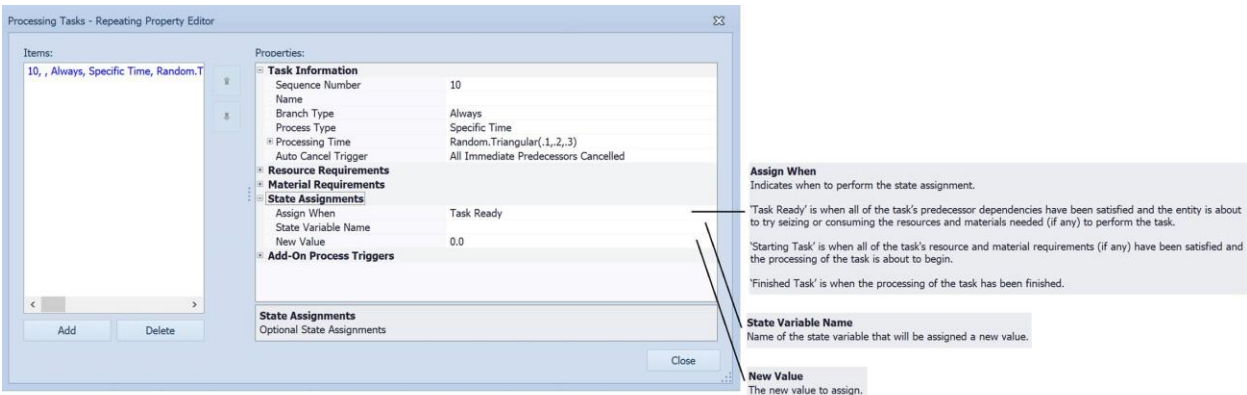 Processing Tasks - Repeating Property Editor
Items:
10, , Always, Specific Time, Random.T
Add
Delete
Properties:
Task Information
Sequence Number 10
Name
Branch Type Always
Process Type Specific Time
Processing Time Random.Triangular(.1,.2,.3)
Auto Cancel Trigger All Immediate Predecessors Cancelled
Resource Requirements
Material Requirements
State Assignments
Assign When Task Ready
State Variable Name
New Value 0.0
Add-On Process Triggers
State Assignments
Optional State Assignments
Close
Assign When
Indicates when to perform the state assignment.
'Task Ready' is when all of the task's predecessor dependencies have been satisfied and the entity is about
to try seizing or consuming the resources and materials needed (if any) to perform the task.
'Starting Task' is when all of the task's resource and material requirements (if any) have been satisfied and
the processing of the task is about to begin.
'Finished Task' is when the processing of the task has been finished.
State Variable Name
Name of the state variable that will be assigned a new value.
New Value
The new value to assign.